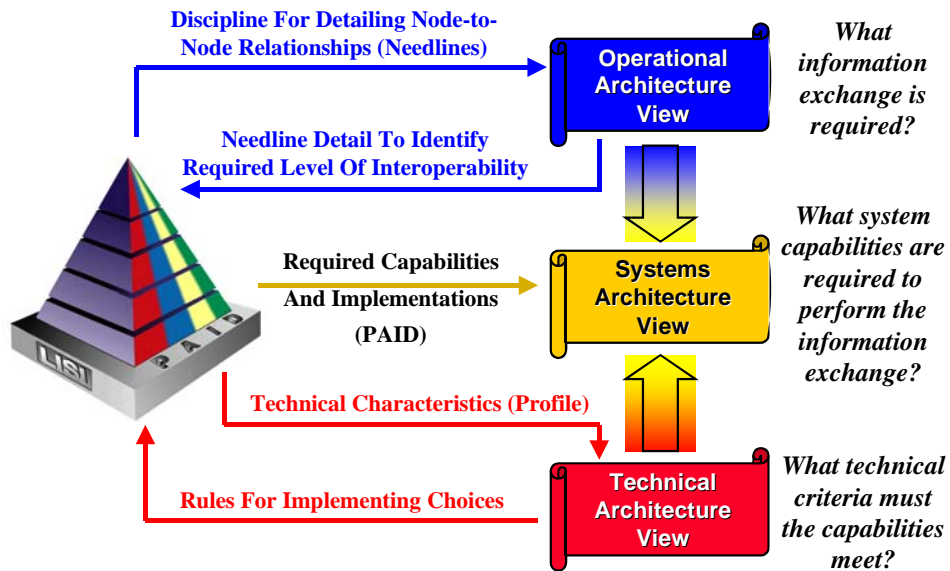 Discipline For Detailing Node-to-
Node Relationships (Needlines)
Operational
Architecture
View
What
information
exchange is
required?
Needline Detail To Identify
Required Level Of Interoperability
Required Capabilities
And Implementations
(PAID)
Systems
Architecture
View
What system
capabilities are
required to
perform the
information
exchange?
LISI
P A I D
Technical Characteristics (Profile)
Rules For Implementing Choices
Technical
Architecture
View
What technical
criteria must
the capabilities
meet?